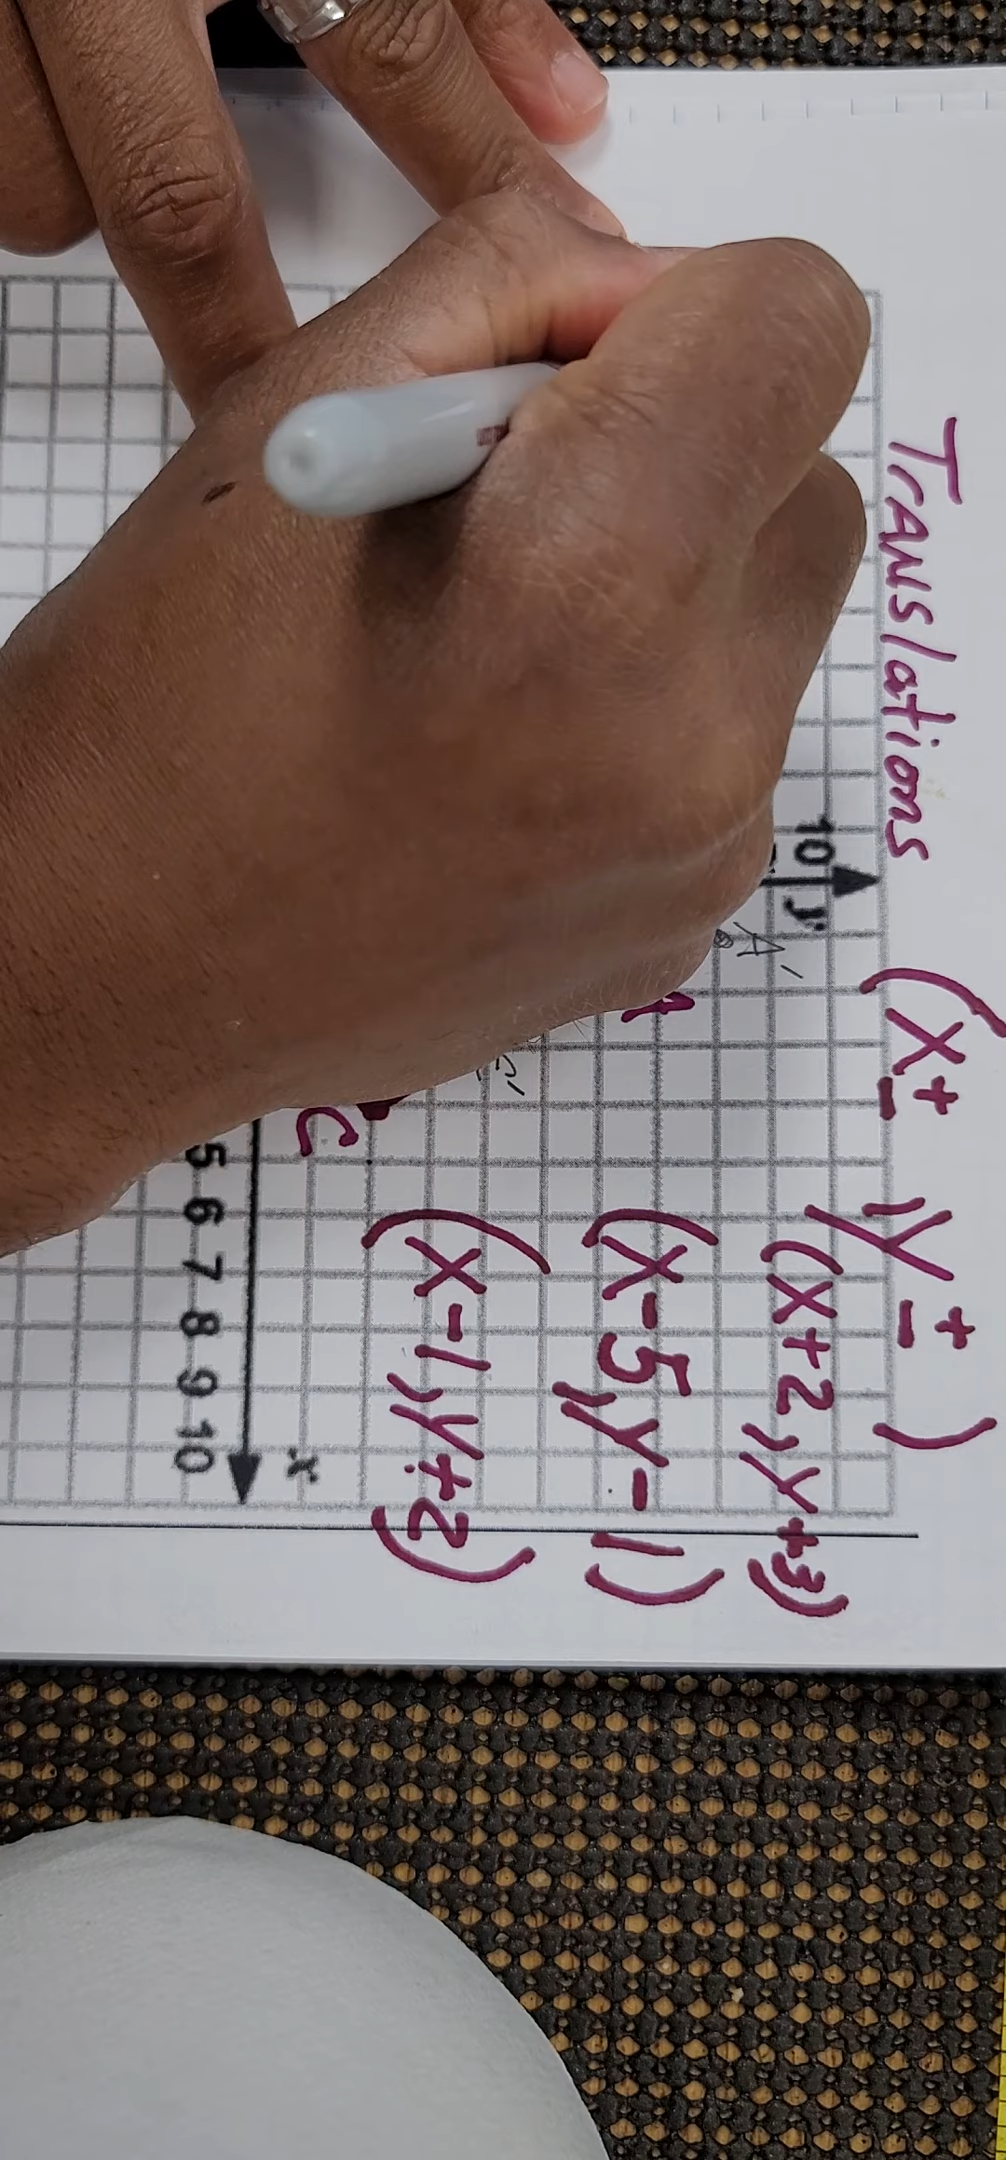 Translations
(x ± , y ± )
(x+2, y+3)
(x-5, y-1)
(x-1, y+2)
10
y
A'
A
C'
C
x
5 6 7 8 9 10